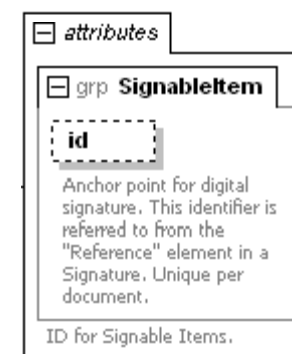 attributes
grp SignableItem
id
Anchor point for digital
signature. This identifier is
referred to from the
"Reference" element in a
Signature. Unique per
document.
ID for Signable Items.